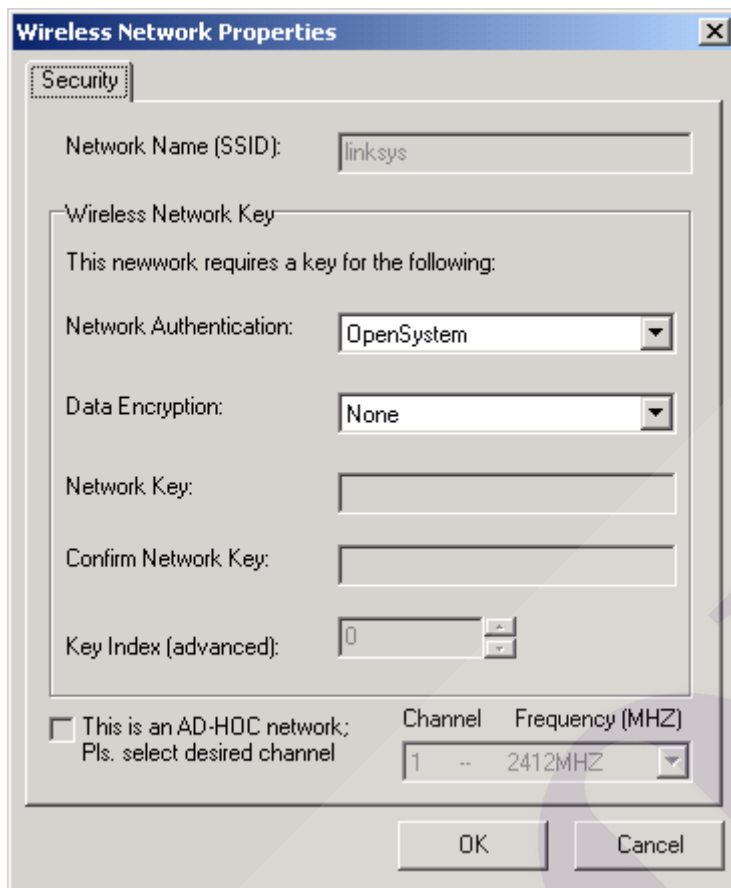 Wireless Network Properties
Security
Network Name (SSID): linksys
Wireless Network Key
This newwork requires a key for the following:
Network Authentication: OpenSystem
Data Encryption: None
Network Key:
Confirm Network Key:
Key Index (advanced): 0
This is an AD-HOC network;
Pls. select desired channel
Channel Frequency (MHZ)
1 -- 2412MHZ
OK Cancel